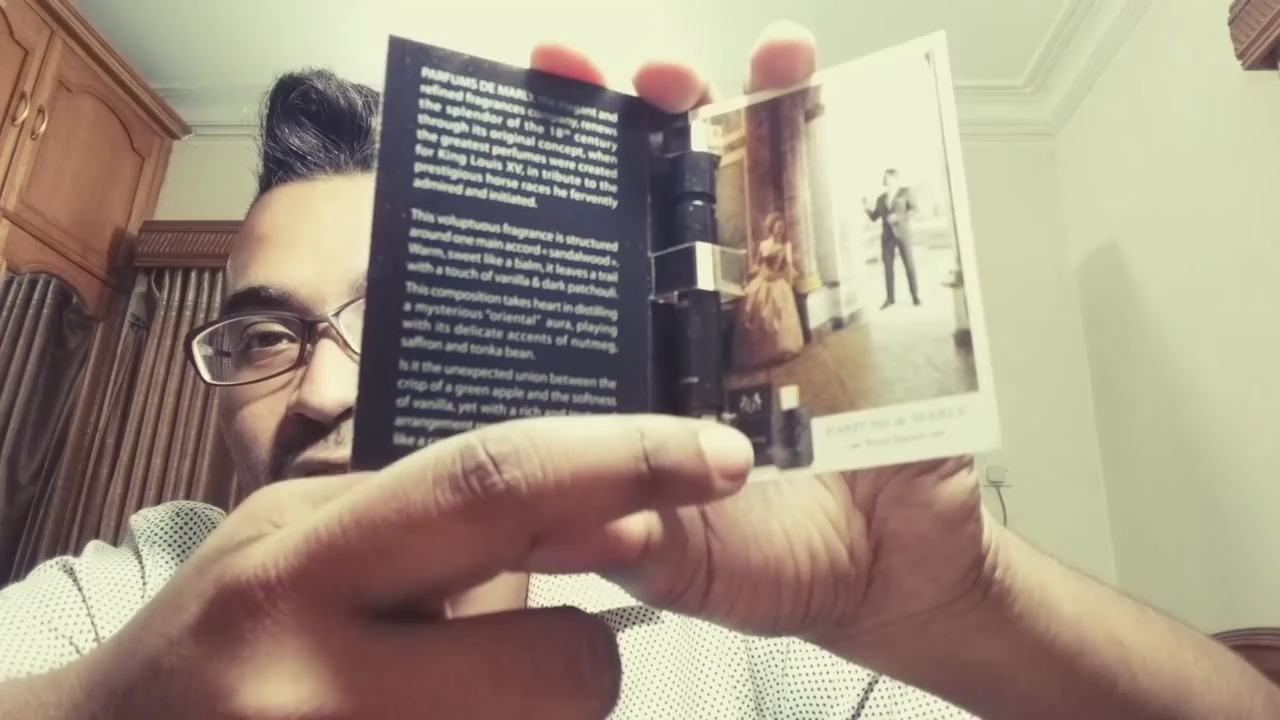 PARFUMS DE MARLY, the elegant and
refined fragrances company, renews
the splendor of the 18th century
through its original concept, when
the greatest perfumes were created
for King Louis XV, in tribute to the
prestigious horse races he fervently
admired and initiated.
This voluptuous fragrance is structured
around one main accord « sandalwood ».
Warm, sweet like a balm, it leaves a trail
with a touch of vanilla & dark patchouli.
This composition takes heart in distilling
a mysterious "oriental" aura, playing
with its delicate accents of nutmeg,
saffron and tonka bean.
Is it the unexpected union between the
crisp of a green apple and the softness
of vanilla, yet with a rich and
arrangement
like a
PARFUMS de MARLY